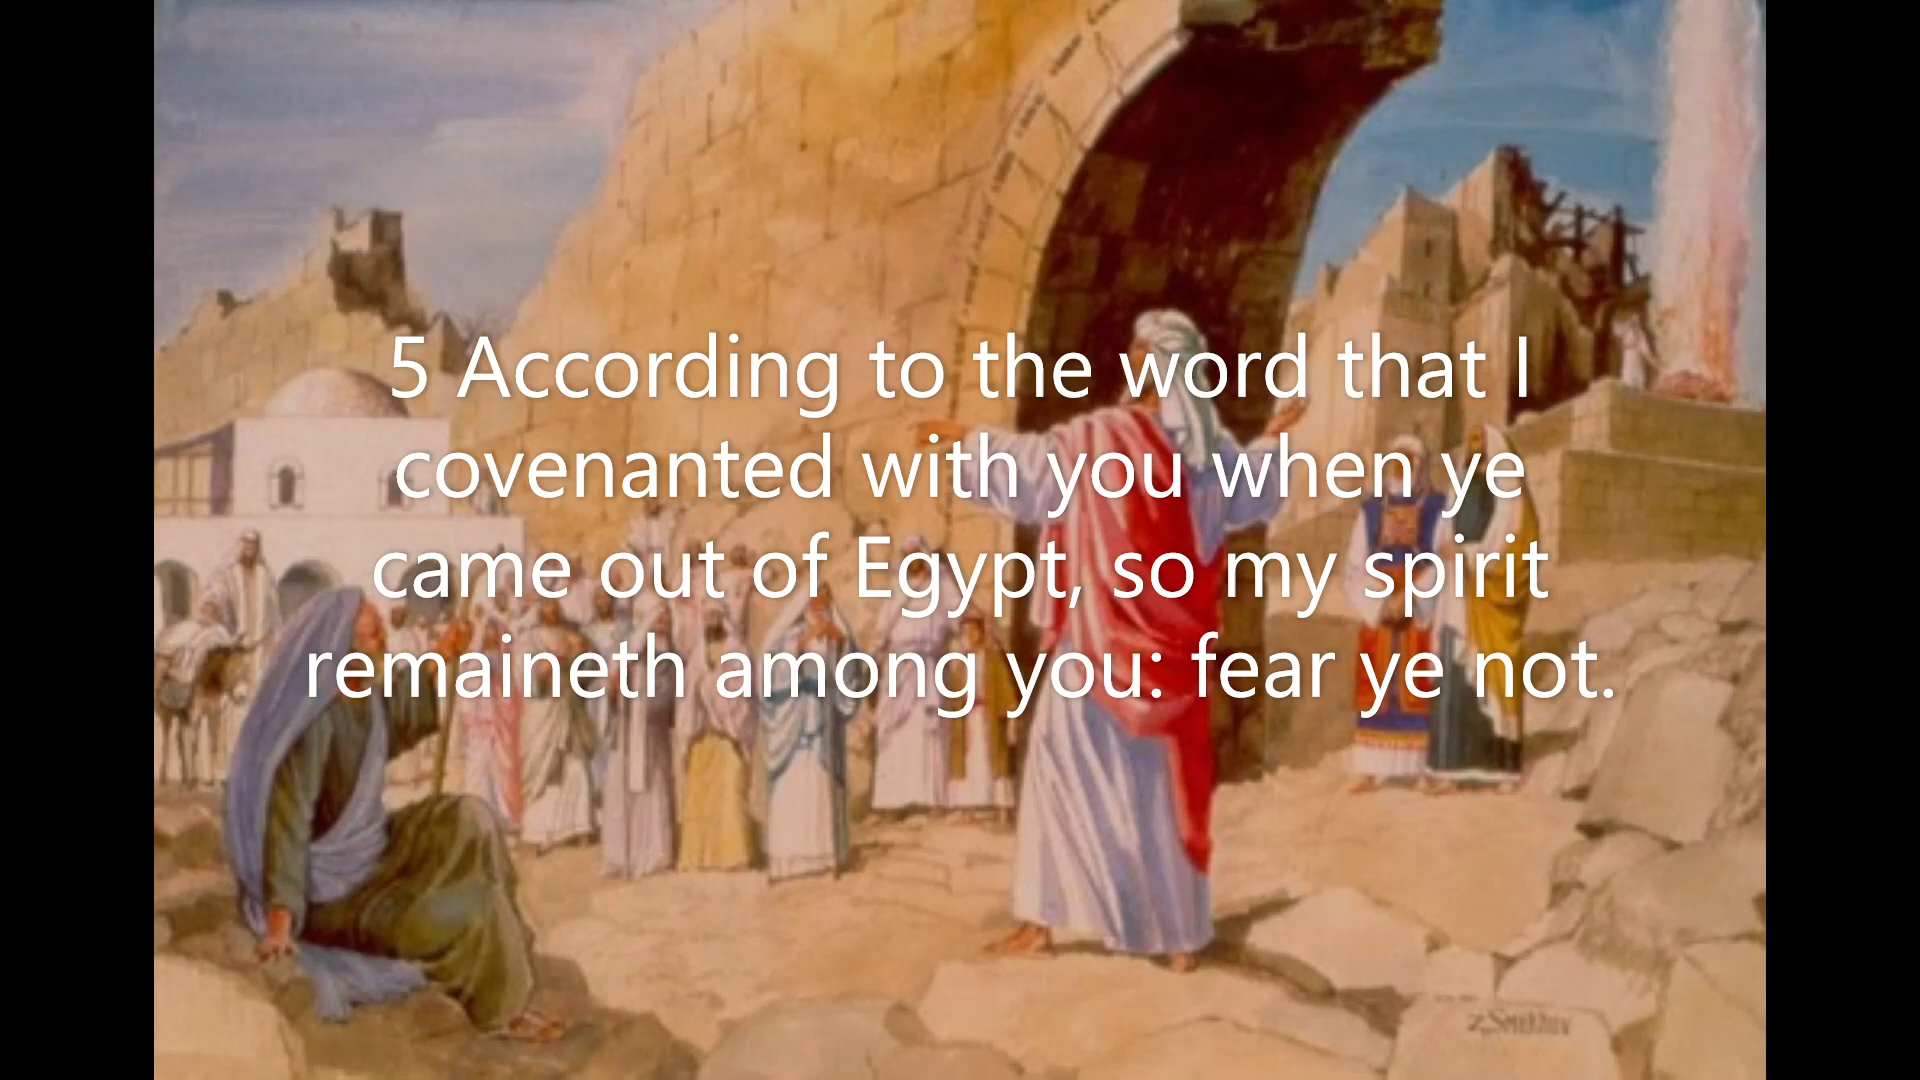 5 According to the word that I
covenanted with you when ye
came out of Egypt, so my spirit
remaineth among you: fear ye not.
Z. Smekhov